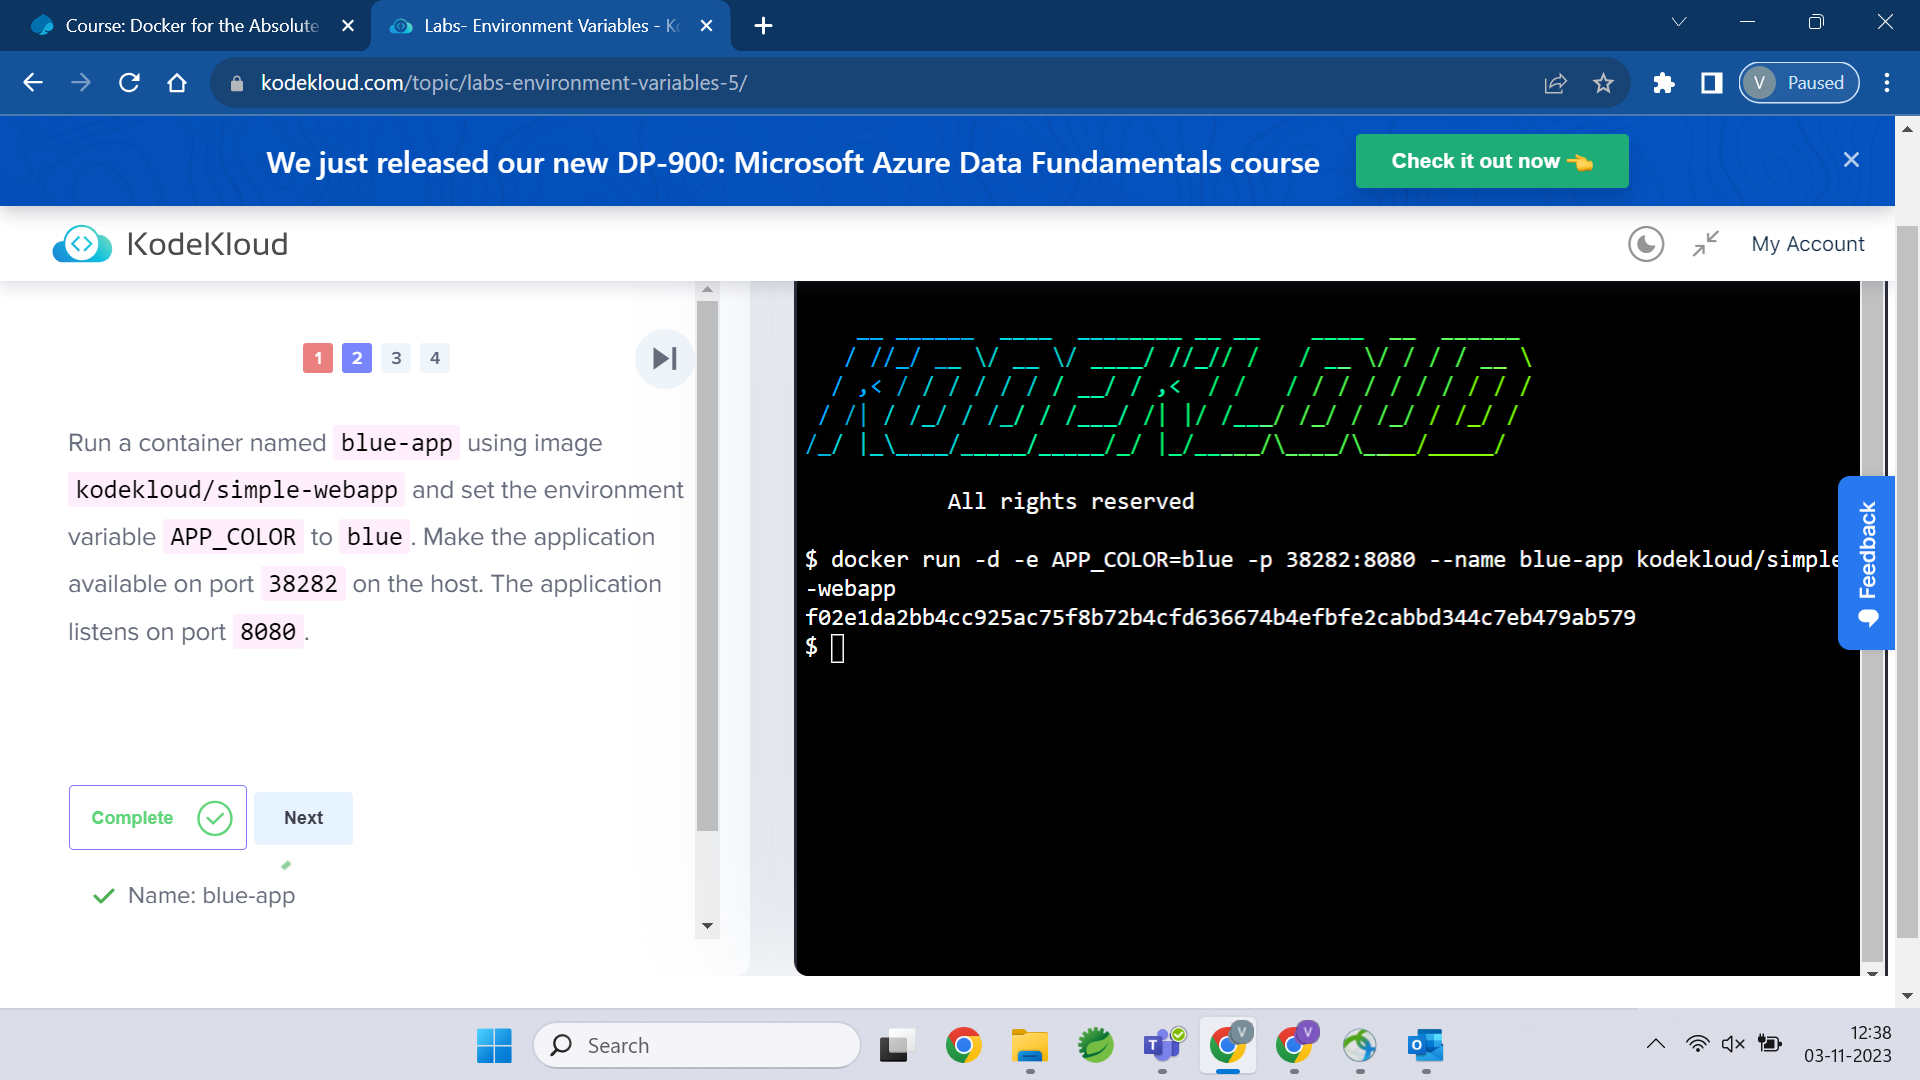 Course: Docker for the Absolute
Labs- Environment Variables - Ko
kodekloud.com/topic/labs-environment-variables-5/
V Paused
We just released our new DP-900: Microsoft Azure Data Fundamentals course
Check it out now 👈
KodeKloud
My Account
1 2 3 4
Run a container named blue-app using image
kodekloud/simple-webapp and set the environment
variable APP_COLOR to blue . Make the application
available on port 38282 on the host. The application
listens on port 8080 .
Complete
Next
Name: blue-app
KODEKLOUD
All rights reserved
$ docker run -d -e APP_COLOR=blue -p 38282:8080 --name blue-app kodekloud/simple
-webapp
f02e1da2bb4cc925ac75f8b72b4cfd636674b4efbfe2cabbd344c7eb479ab579
$
Feedback
Search
12:38
03-11-2023